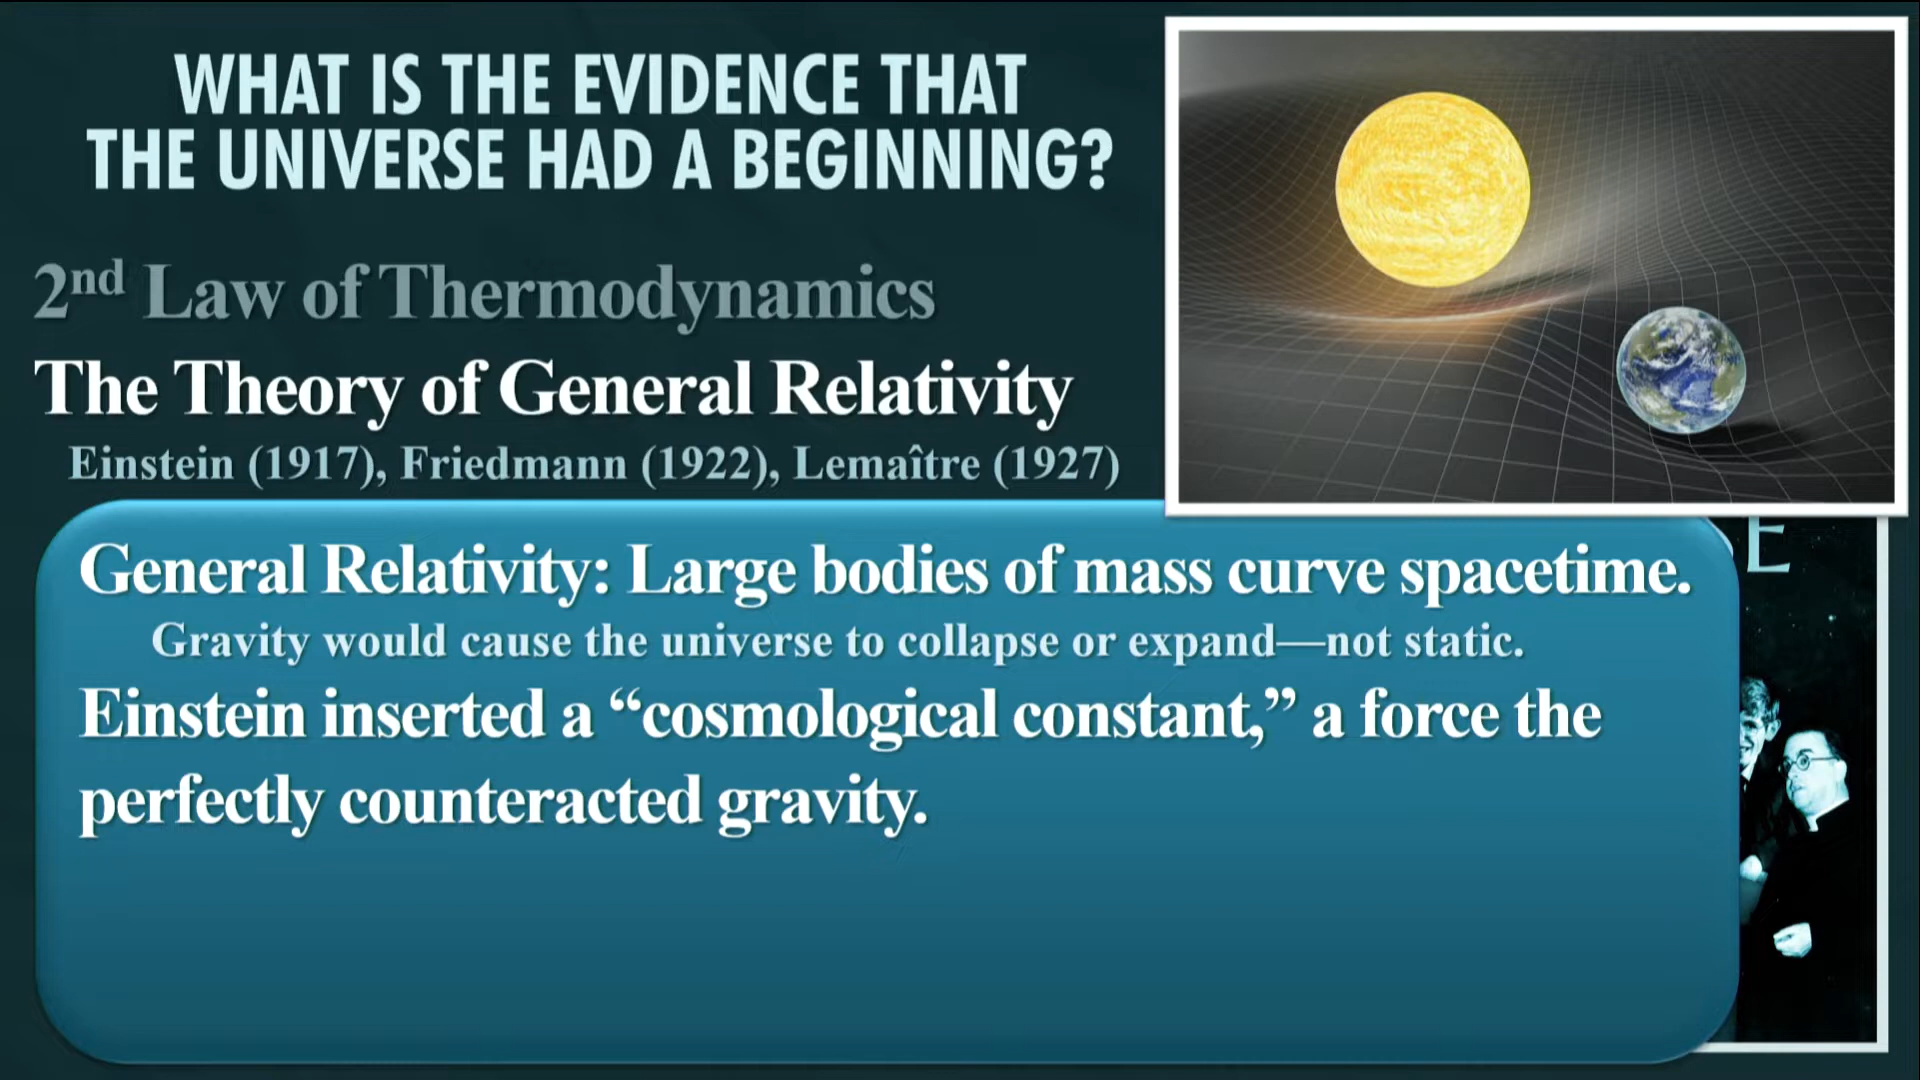 WHAT IS THE EVIDENCE THAT
THE UNIVERSE HAD A BEGINNING?
2nd Law of Thermodynamics
The Theory of General Relativity
Einstein (1917), Friedmann (1922), Lemaître (1927)
General Relativity: Large bodies of mass curve spacetime.
Gravity would cause the universe to collapse or expand—not static.
Einstein inserted a “cosmological constant,” a force the
perfectly counteracted gravity.